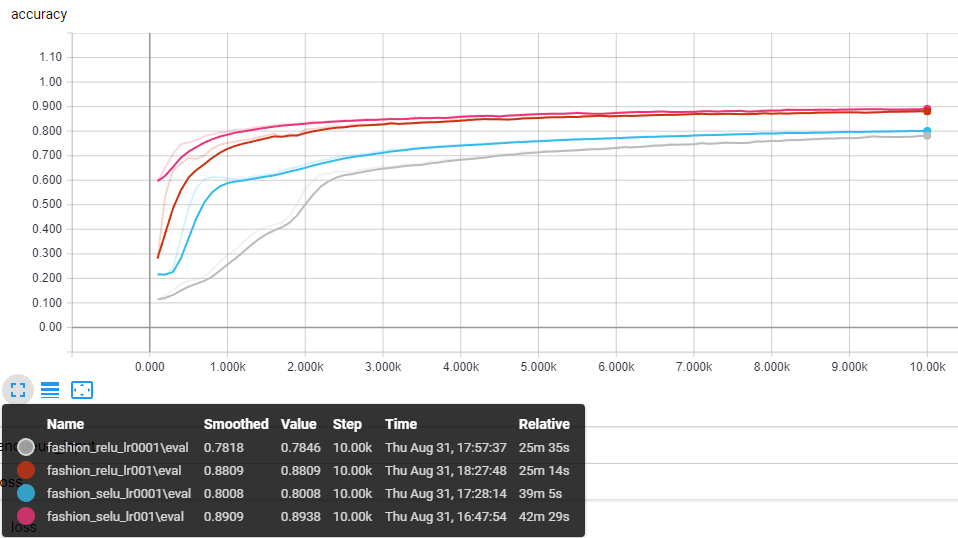 accuracy
1.10
1.00
0.900
0.800
0.700
0.600
0.500
0.400
0.300
0.200
0.100
0.00
0.000 1.000k 2.000k 3.000k 4.000k 5.000k 6.000k 7.000k 8.000k 9.000k 10.00k
Name Smoothed Value Step Time Relative
fashion_relu_lr0001\eval 0.7818 0.7846 10.00k Thu Aug 31, 17:57:37 25m 35s
fashion_relu_lr001\eval 0.8809 0.8809 10.00k Thu Aug 31, 18:27:48 25m 14s
fashion_selu_lr0001\eval 0.8008 0.8008 10.00k Thu Aug 31, 17:28:14 39m 5s
fashion_selu_lr001\eval 0.8909 0.8938 10.00k Thu Aug 31, 16:47:54 42m 29s
loss